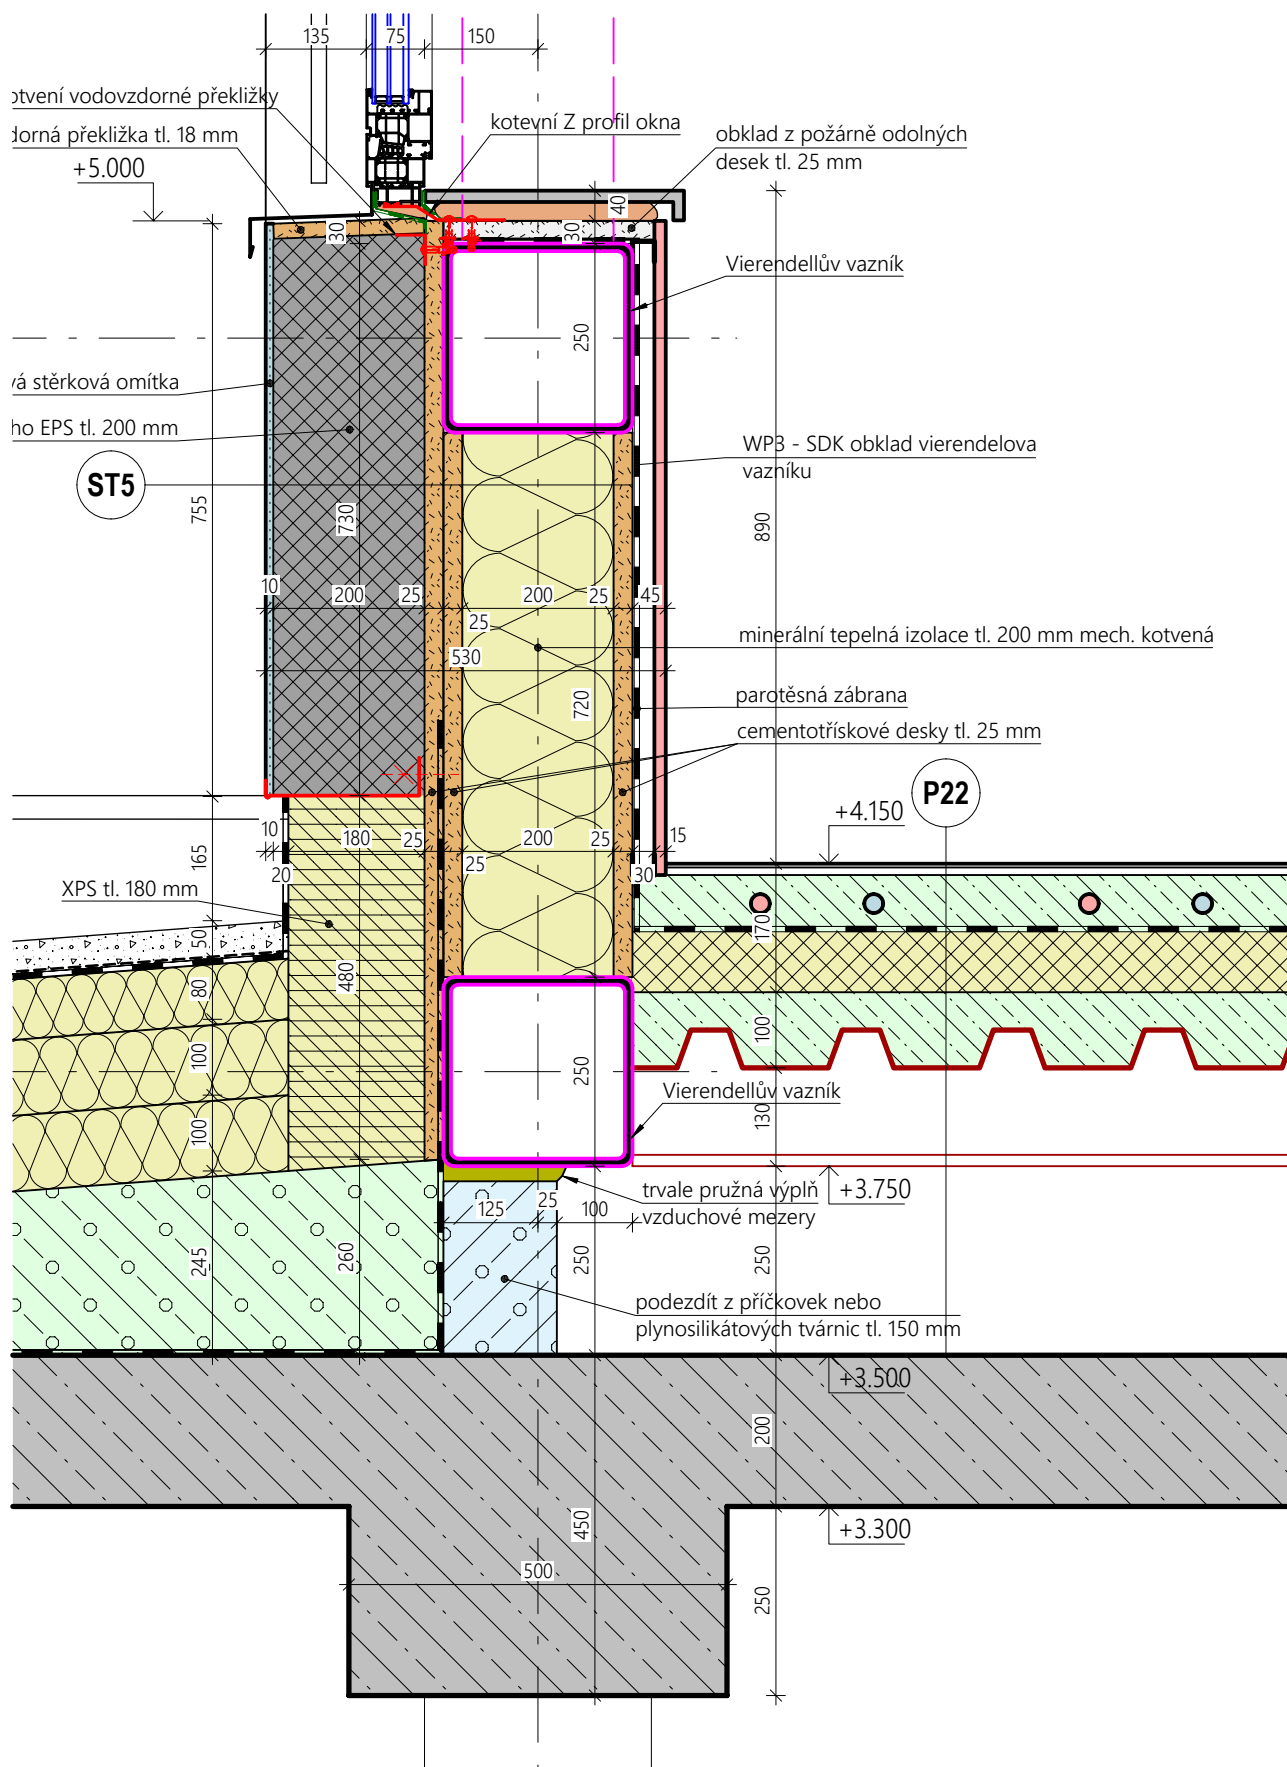 135
75
150
otvení vodovzdorné překližky
dorná překližka tl. 18 mm
+5.000
kotevní Z profil okna
obklad z požárně odolných
desek tl. 25 mm
40
30
30
Vierendellův vazník
250
vá stěrková omítka
ho EPS tl. 200 mm
ST5
WP3 - SDK obklad vierendelova
vazníku
755
730
890
10
200
25
200
25
45
25
minerální tepelná izolace tl. 200 mm mech. kotvená
530
720
parotěsná zábrana
cementotřískové desky tl. 25 mm
P22
+4.150
165
10
180
25
200
25
15
20
25
30
XPS tl. 180 mm
50
170
80
480
100
100
250
Vierendellův vazník
130
100
trvale pružná výplň
vzduchové mezery
+3.750
125
25
100
245
260
250
250
podezdít z příčkovek nebo
plynosilikátových tvárnic tl. 150 mm
+3.500
200
450
+3.300
500
250